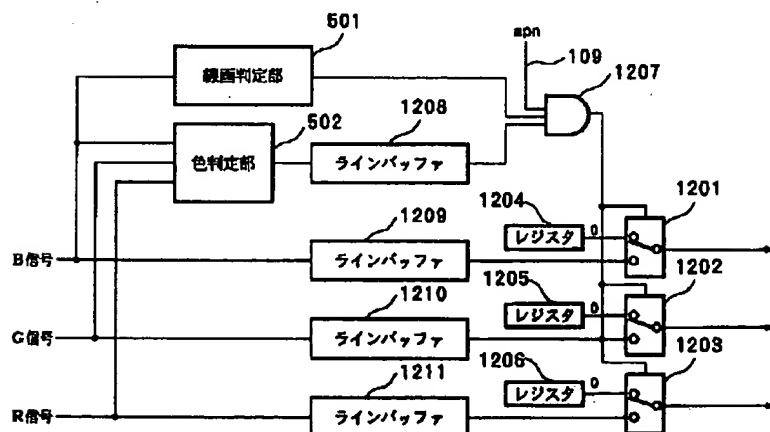 501
apn
109
1207
線画判定部
502
1208
色判定部
ラインバッファ
1201
1204
1209
レジスタ 0
B信号
ラインバッファ
1202
1205
1210
レジスタ 0
G信号
ラインバッファ
1203
1206
1211
レジスタ 0
R信号
ラインバッファ